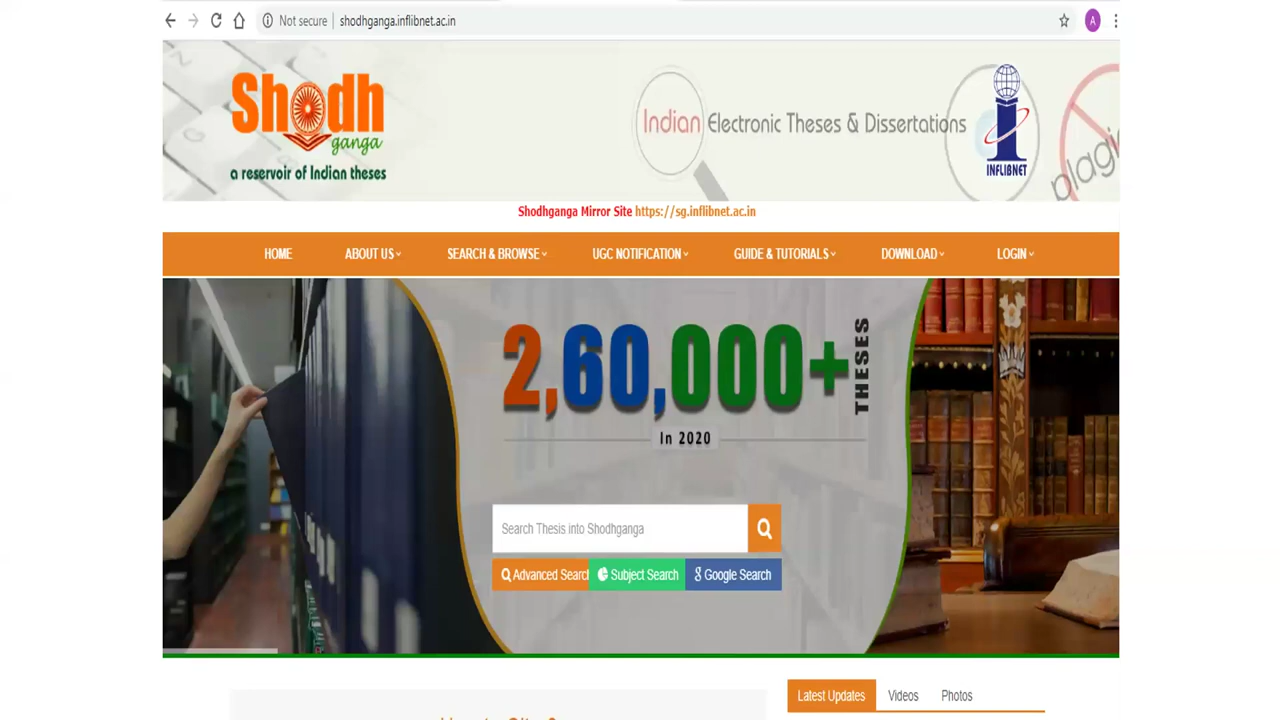 Not secure
shodhganga.inflibnet.ac.in
A
Shodh
ganga
a reservoir of Indian theses
Indian Electronic Theses & Dissertations
INFLIBNET
Shodhganga Mirror Site https://sg.inflibnet.ac.in
HOME
ABOUT US
SEARCH & BROWSE
UGC NOTIFICATION
GUIDE & TUTORIALS
DOWNLOAD
LOGIN
2,60,000+
THESES
In 2020
Search Thesis into Shodhganga
Advanced Search
Subject Search
Google Search
Latest Updates
Videos
Photos